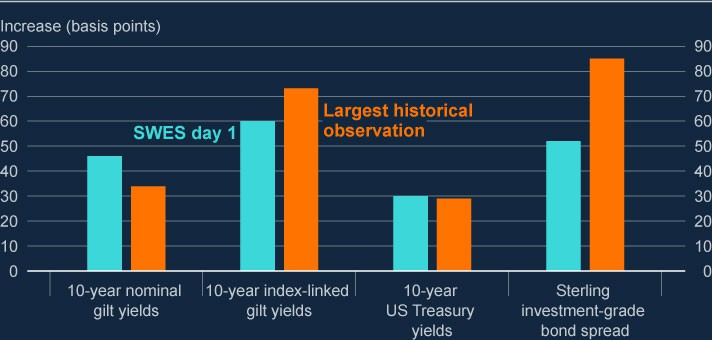 Increase (basis points)
90 90
80 80
70 70
60 60
50 50
40 40
30 30
20 20
10 10
0 0
SWES day 1
Largest historical
observation
10-year nominal
gilt yields
10-year index-linked
gilt yields
10-year
US Treasury
yields
Sterling
investment-grade
bond spread